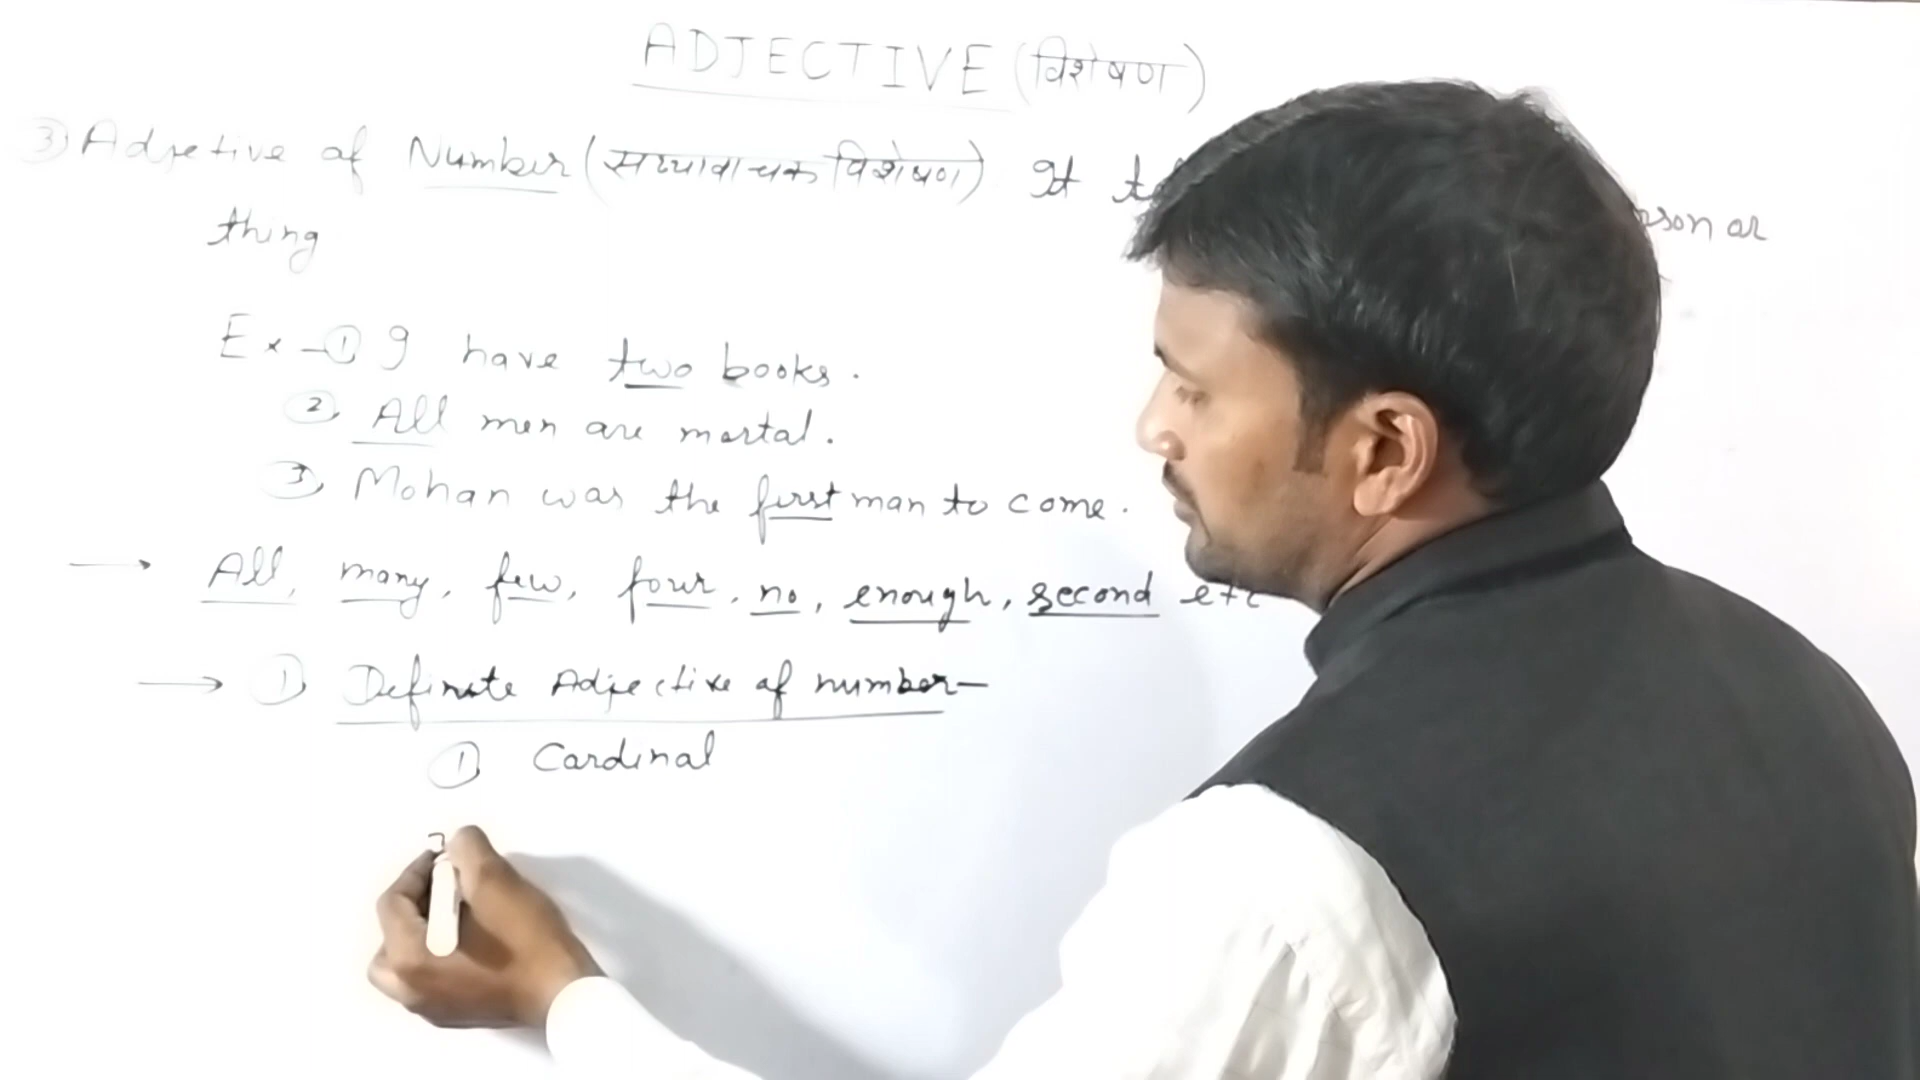 ADJECTIVE (विशेषण)
③ Adjective of Number (संख्यावाचक विशेषण) It or
thing
Ex-① I have two books.
② All men are mortal.
③ Mohan was the first man to come.
→ All, many, few, four, no, enough, second etc
→ ① Definite Adjective of number-
① Cardinal